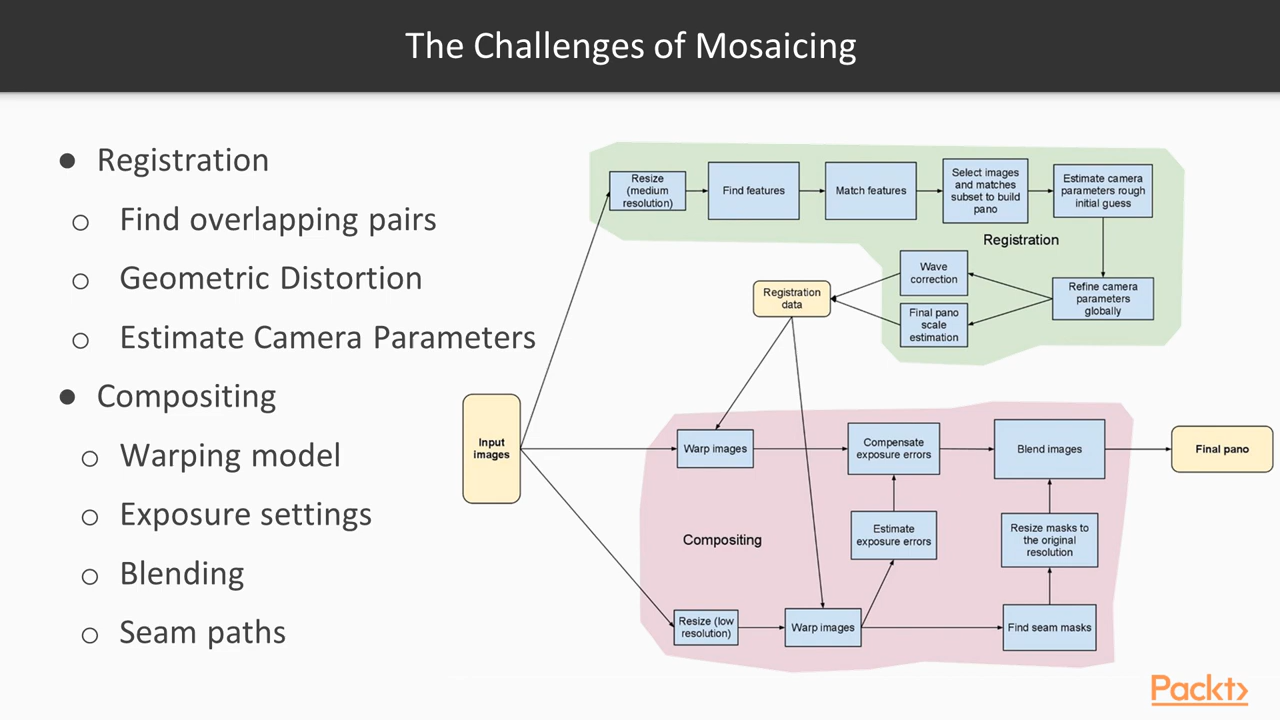 The Challenges of Mosaicing
● Registration
o Find overlapping pairs
o Geometric Distortion
o Estimate Camera Parameters
● Compositing
o Warping model
o Exposure settings
o Blending
o Seam paths
Input
images
Resize
(medium
resolution)
Find features
Match features
Select images
and matches
subset to build
pano
Estimate camera
parameters rough
initial guess
Registration
Refine camera
parameters
globally
Wave
correction
Final pano
scale
estimation
Registration
data
Warp images
Compensate
exposure errors
Blend images
Final pano
Compositing
Estimate
exposure errors
Resize masks to
the original
resolution
Resize (low
resolution)
Warp images
Find seam masks
Packt>